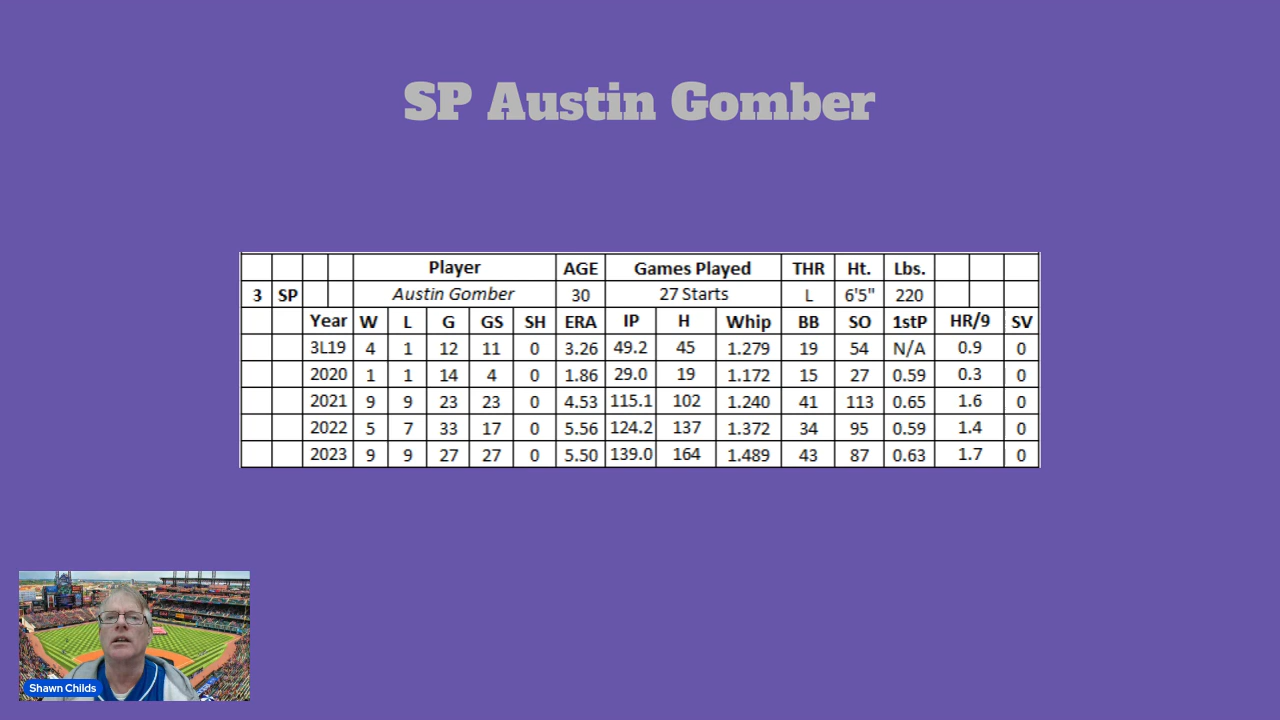 SP Austin Gomber
Player AGE Games Played THR Ht. Lbs.
3 SP Austin Gomber 30 27 Starts L 6'5" 220
Year W L G GS SH ERA IP H Whip BB SO 1stP HR/9 SV
3L19 4 1 12 11 0 3.26 49.2 45 1.279 19 54 N/A 0.9 0
2020 1 1 14 4 0 1.86 29.0 19 1.172 15 27 0.59 0.3 0
2021 9 9 23 23 0 4.53 115.1 102 1.240 41 113 0.65 1.6 0
2022 5 7 33 17 0 5.56 124.2 137 1.372 34 95 0.59 1.4 0
2023 9 9 27 27 0 5.50 139.0 164 1.489 43 87 0.63 1.7 0
Shawn Childs